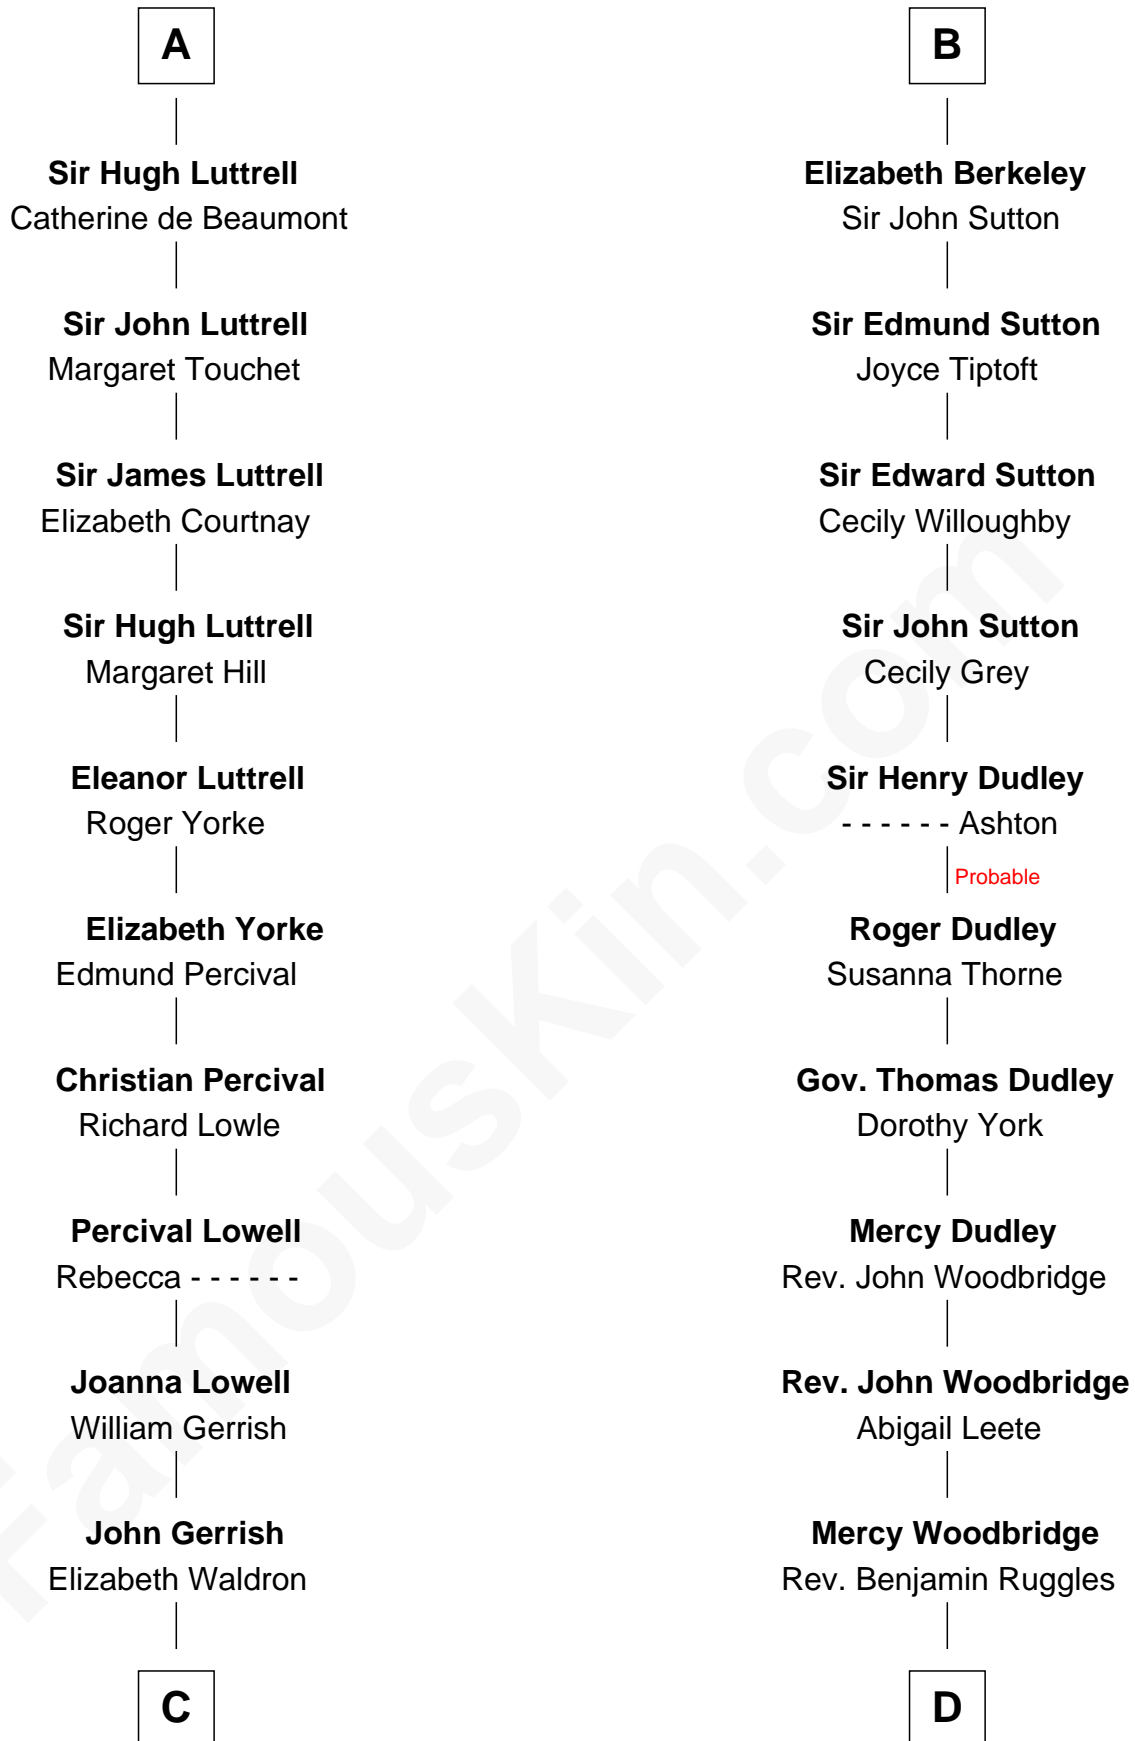 A
Sir Hugh Luttrell
Catherine de Beaumont
Sir John Luttrell
Margaret Touchet
Sir James Luttrell
Elizabeth Courtnay
Sir Hugh Luttrell
Margaret Hill
Eleanor Luttrell
Roger Yorke
Elizabeth Yorke
Edmund Percival
Christian Percival
Richard Lowle
Percival Lowell
Rebecca - - - - - -
Joanna Lowell
William Gerrish
John Gerrish
Elizabeth Waldron
C
B
Elizabeth Berkeley
Sir John Sutton
Sir Edmund Sutton
Joyce Tiptoft
Sir Edward Sutton
Cecily Willoughby
Sir John Sutton
Cecily Grey
Sir Henry Dudley
- - - - - - Ashton
Probable
Roger Dudley
Susanna Thorne
Gov. Thomas Dudley
Dorothy York
Mercy Dudley
Rev. John Woodbridge
Rev. John Woodbridge
Abigail Leete
Mercy Woodbridge
Rev. Benjamin Ruggles
D
FamousKin.com